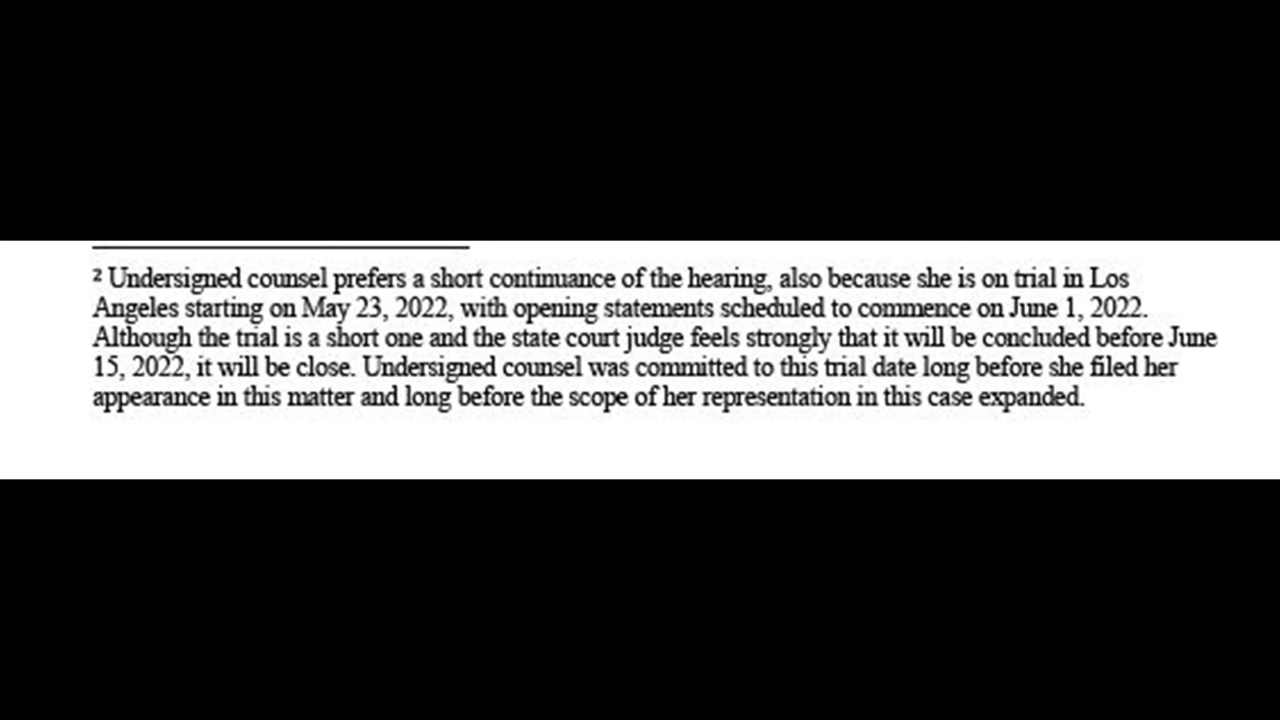 ² Undersigned counsel prefers a short continuance of the hearing, also because she is on trial in Los
Angeles starting on May 23, 2022, with opening statements scheduled to commence on June 1, 2022.
Although the trial is a short one and the state court judge feels strongly that it will be concluded before June
15, 2022, it will be close. Undersigned counsel was committed to this trial date long before she filed her
appearance in this matter and long before the scope of her representation in this case expanded.